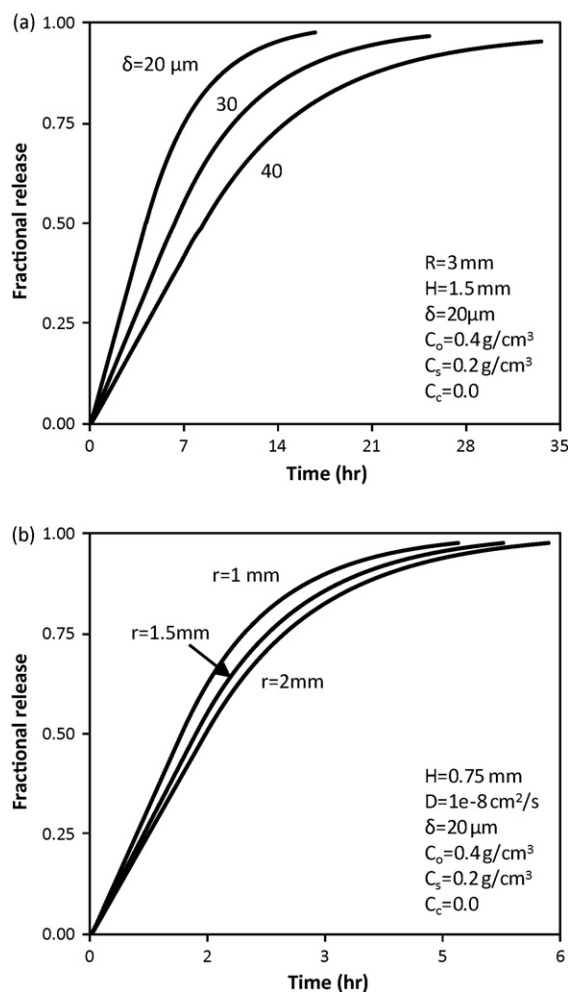 (a)
1.00
0.75
0.50
0.25
0.00
Fractional release
δ=20 µm
30
40
R=3 mm
H=1.5 mm
δ=20µm
Cₒ=0.4 g/cm³
Cₛ=0.2 g/cm³
C꜀=0.0
0 7 14 21 28 35
Time (hr)
(b)
1.00
0.75
0.50
0.25
0.00
Fractional release
r=1 mm
r=1.5mm
r=2mm
H=0.75 mm
D=1e-8 cm²/s
δ=20 µm
Cₒ=0.4 g/cm³
Cₛ=0.2 g/cm³
C꜀=0.0
0 2 3 5 6
Time (hr)